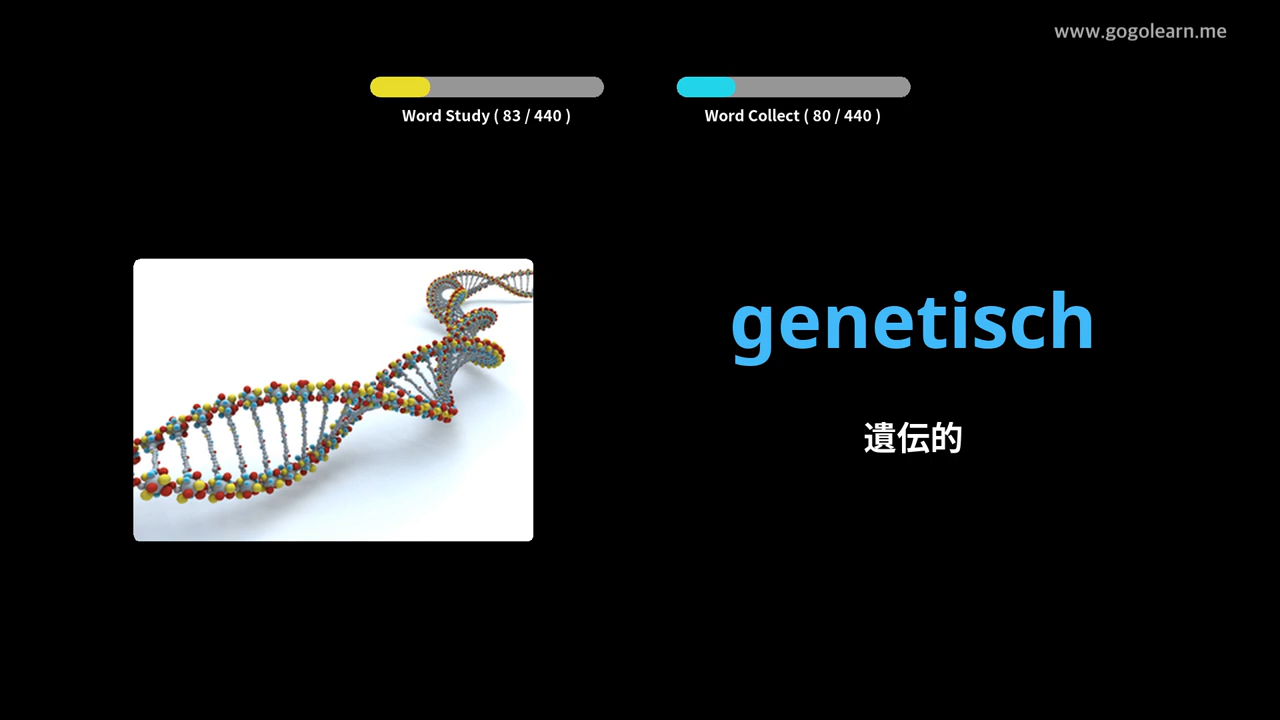 www.gogolearn.me
Word Study ( 83 / 440 )
Word Collect ( 80 / 440 )
genetisch
遺伝的